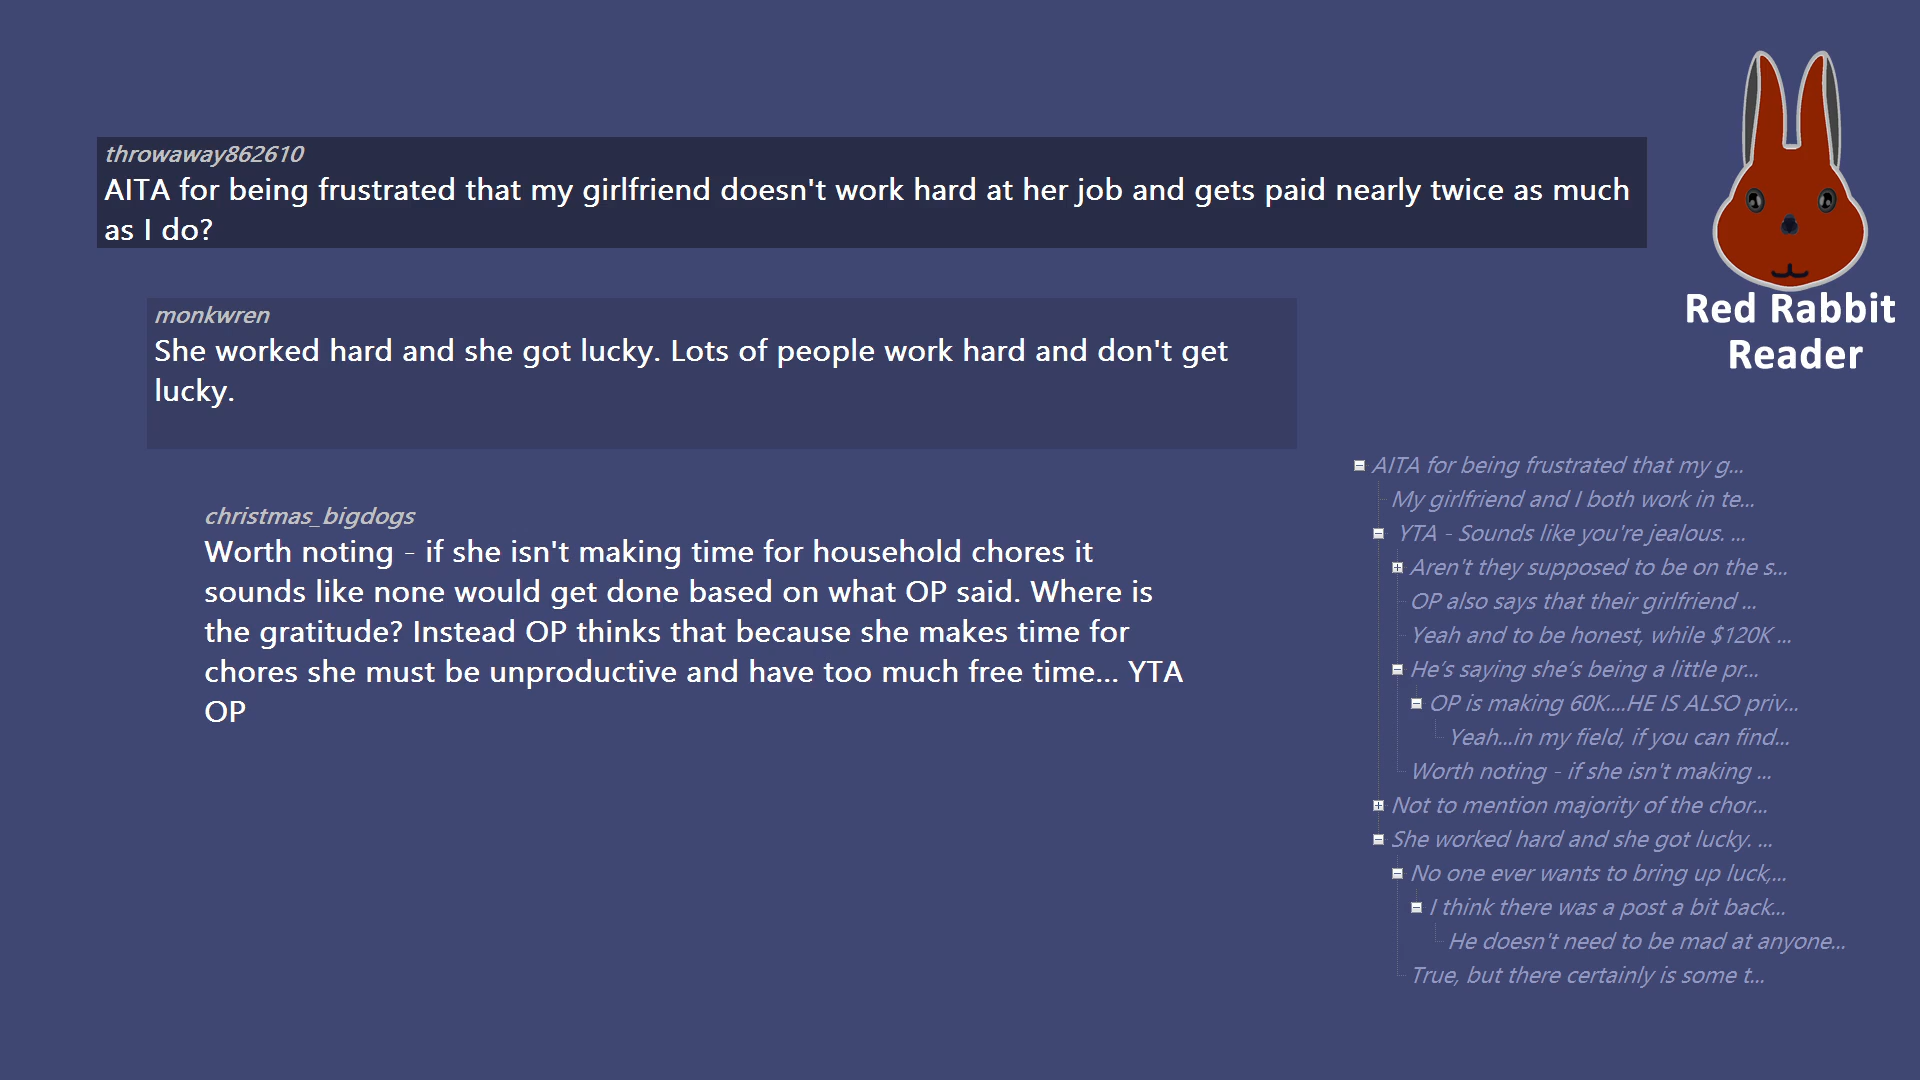 throwaway862610
AITA for being frustrated that my girlfriend doesn't work hard at her job and gets paid nearly twice as much
as I do?
monkwren
She worked hard and she got lucky. Lots of people work hard and don't get
lucky.
christmas_bigdogs
Worth noting - if she isn't making time for household chores it
sounds like none would get done based on what OP said. Where is
the gratitude? Instead OP thinks that because she makes time for
chores she must be unproductive and have too much free time... YTA
OP
Red Rabbit
Reader
AITA for being frustrated that my g...
My girlfriend and I both work in te...
YTA - Sounds like you're jealous. ...
Aren't they supposed to be on the s...
OP also says that their girlfriend ...
Yeah and to be honest, while $120K ...
He’s saying she’s being a little pr...
OP is making 60K....HE IS ALSO priv...
Yeah...in my field, if you can find...
Worth noting - if she isn't making ...
Not to mention majority of the chor...
She worked hard and she got lucky. ...
No one ever wants to bring up luck,...
I think there was a post a bit back...
He doesn't need to be mad at anyone...
True, but there certainly is some t...